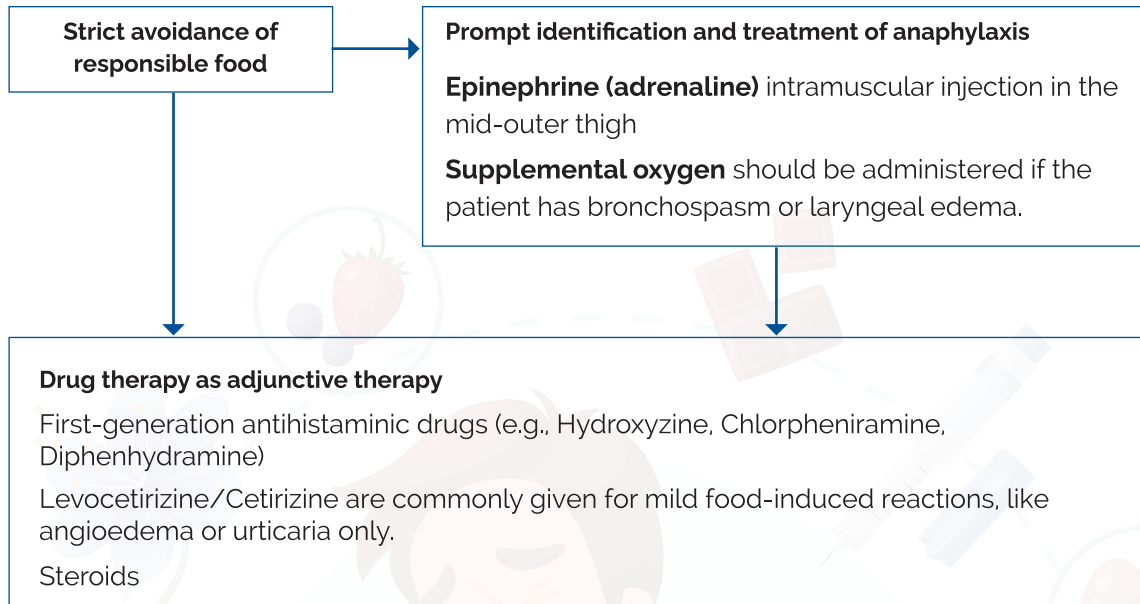 Strict avoidance of
responsible food
Prompt identification and treatment of anaphylaxis
Epinephrine (adrenaline) intramuscular injection in the
mid-outer thigh
Supplemental oxygen should be administered if the
patient has bronchospasm or laryngeal edema.
Drug therapy as adjunctive therapy
First-generation antihistaminic drugs (e.g., Hydroxyzine, Chlorpheniramine,
Diphenhydramine)
Levocetirizine/Cetirizine are commonly given for mild food-induced reactions, like
angioedema or urticaria only.
Steroids